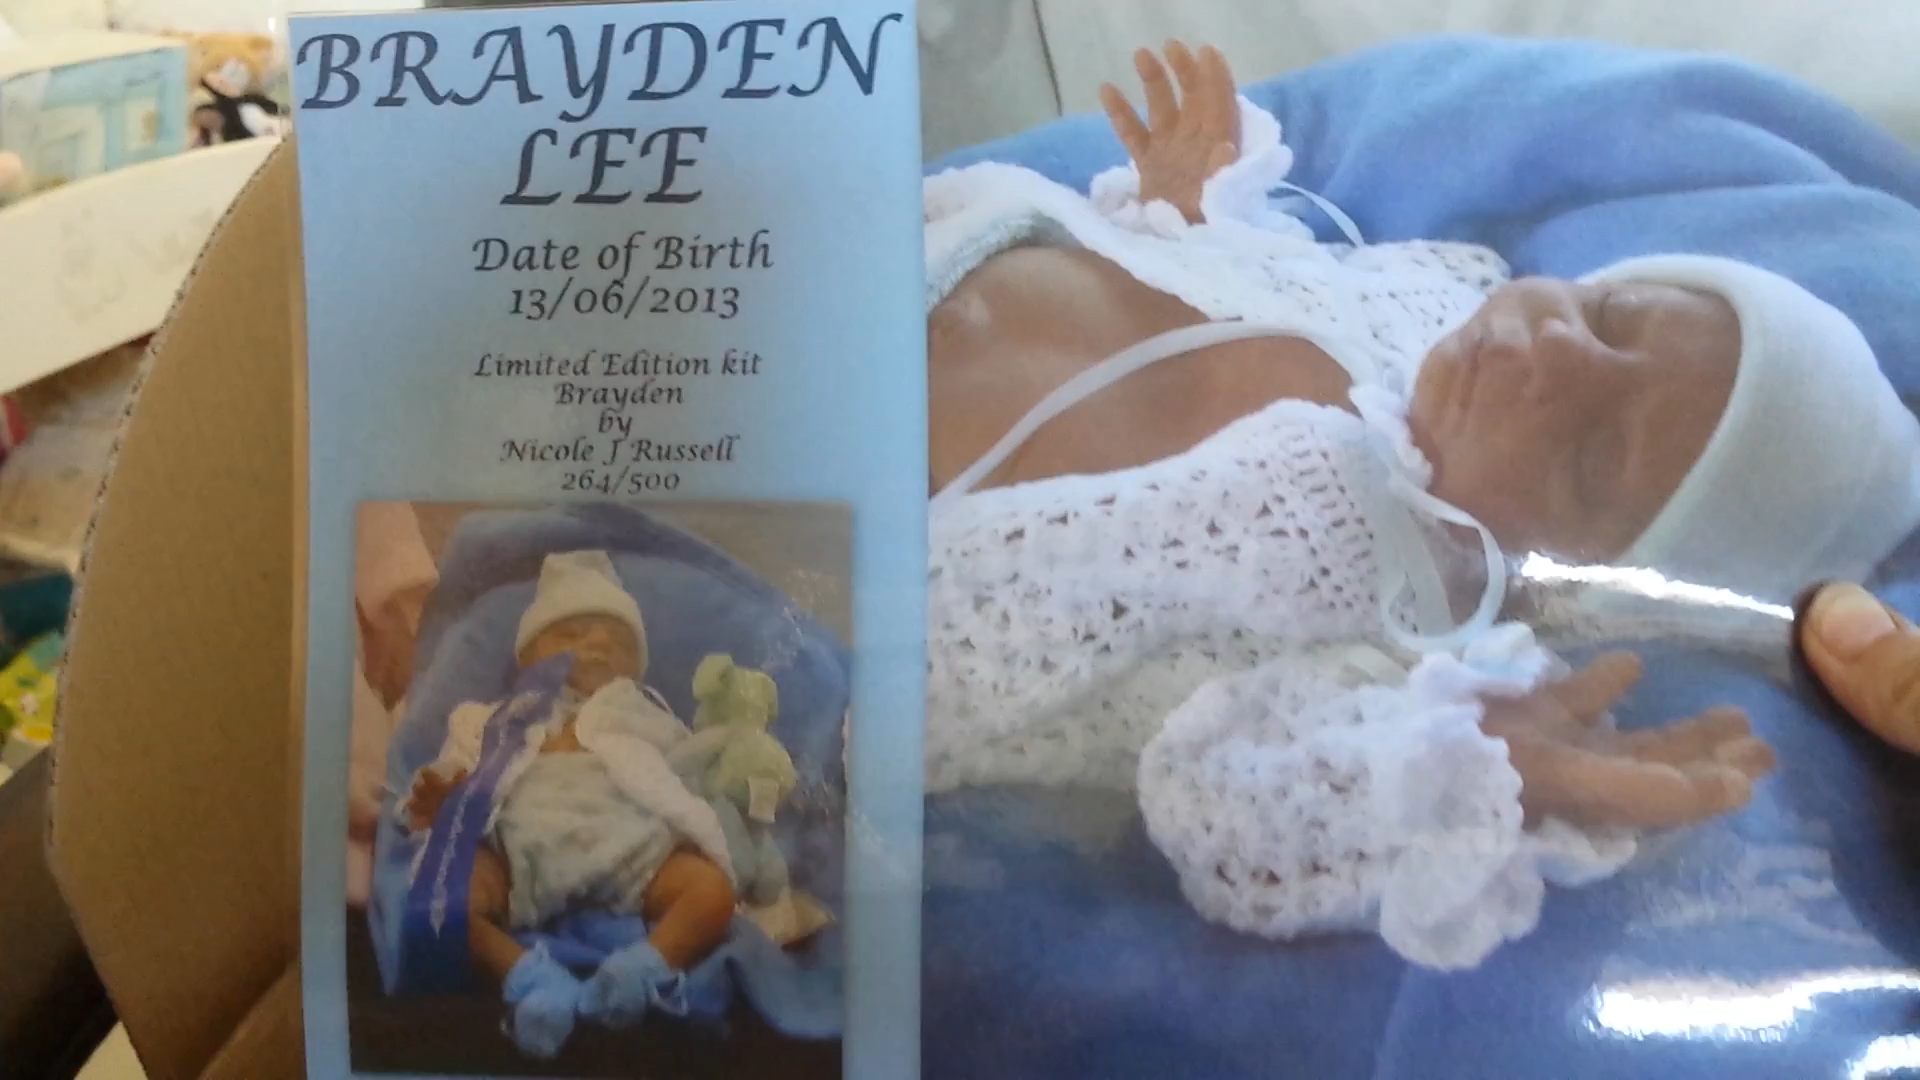 BRAYDEN
LEE
Date of Birth
13/06/2013
Limited Edition kit
Brayden
by
Nicole J Russell
264/500